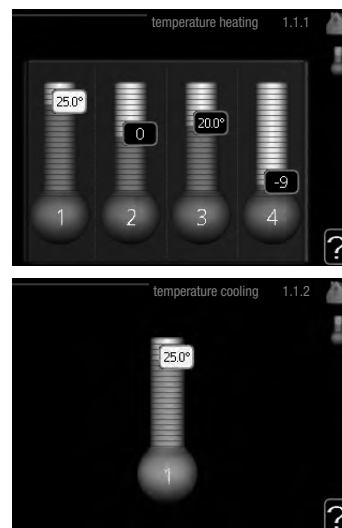 temperature heating 1.1.1
25.0°
0
20.0°
-9
1 2 3 4
?
temperature cooling 1.1.2
25.0°
1
?